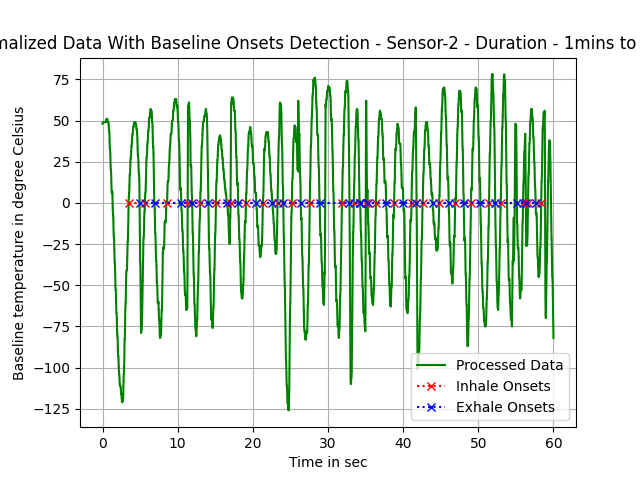 malized Data With Baseline Onsets Detection - Sensor-2 - Duration - 1mins to
Baseline temperature in degree Celsius
75
50
25
0
−25
−50
−75
−100
−125
0 10 20 30 40 50 60
Time in sec
Processed Data
Inhale Onsets
Exhale Onsets